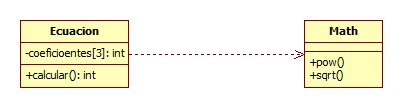 Ecuacion
-coeficioentes[3]: int
+calcular(): int
Math
+pow()
+sqrt()